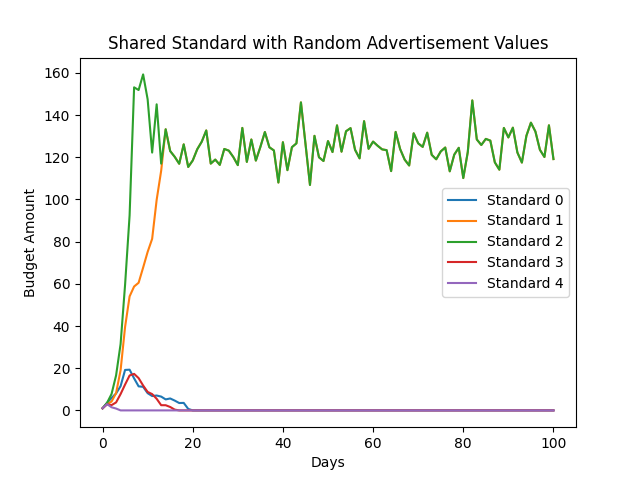 Shared Standard with Random Advertisement Values
160
140
120
100
80
60
40
20
0
Budget Amount
Standard 0
Standard 1
Standard 2
Standard 3
Standard 4
0 20 40 60 80 100
Days